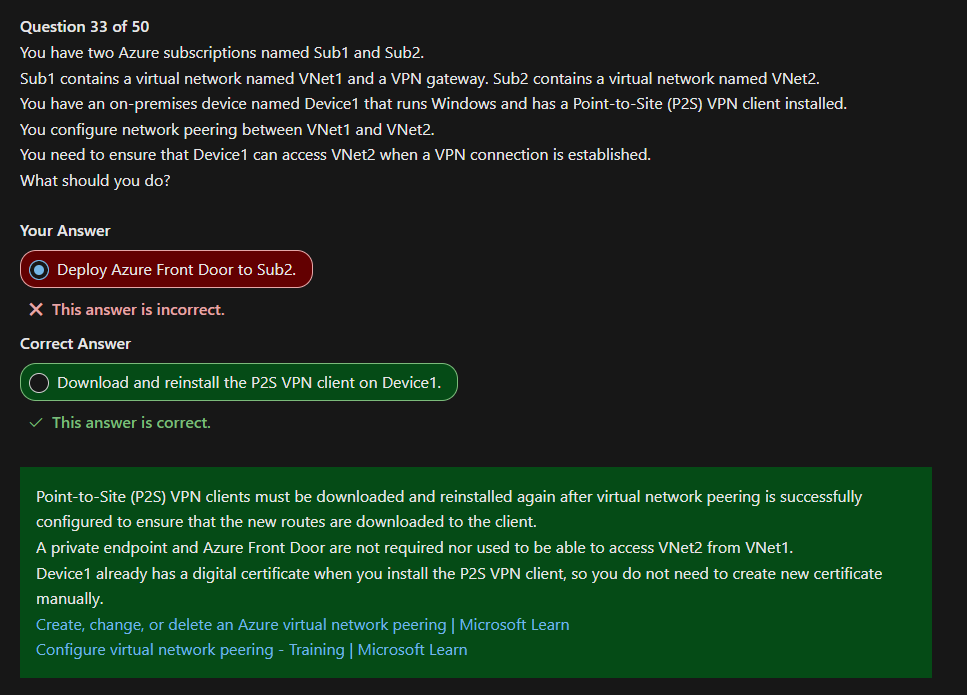 Question 33 of 50
You have two Azure subscriptions named Sub1 and Sub2.
Sub1 contains a virtual network named VNet1 and a VPN gateway. Sub2 contains a virtual network named VNet2.
You have an on-premises device named Device1 that runs Windows and has a Point-to-Site (P2S) VPN client installed.
You configure network peering between VNet1 and VNet2.
You need to ensure that Device1 can access VNet2 when a VPN connection is established.
What should you do?
Your Answer
Deploy Azure Front Door to Sub2.
This answer is incorrect.
Correct Answer
Download and reinstall the P2S VPN client on Device1.
This answer is correct.
Point-to-Site (P2S) VPN clients must be downloaded and reinstalled again after virtual network peering is successfully
configured to ensure that the new routes are downloaded to the client.
A private endpoint and Azure Front Door are not required nor used to be able to access VNet2 from VNet1.
Device1 already has a digital certificate when you install the P2S VPN client, so you do not need to create new certificate
manually.
Create, change, or delete an Azure virtual network peering | Microsoft Learn
Configure virtual network peering - Training | Microsoft Learn